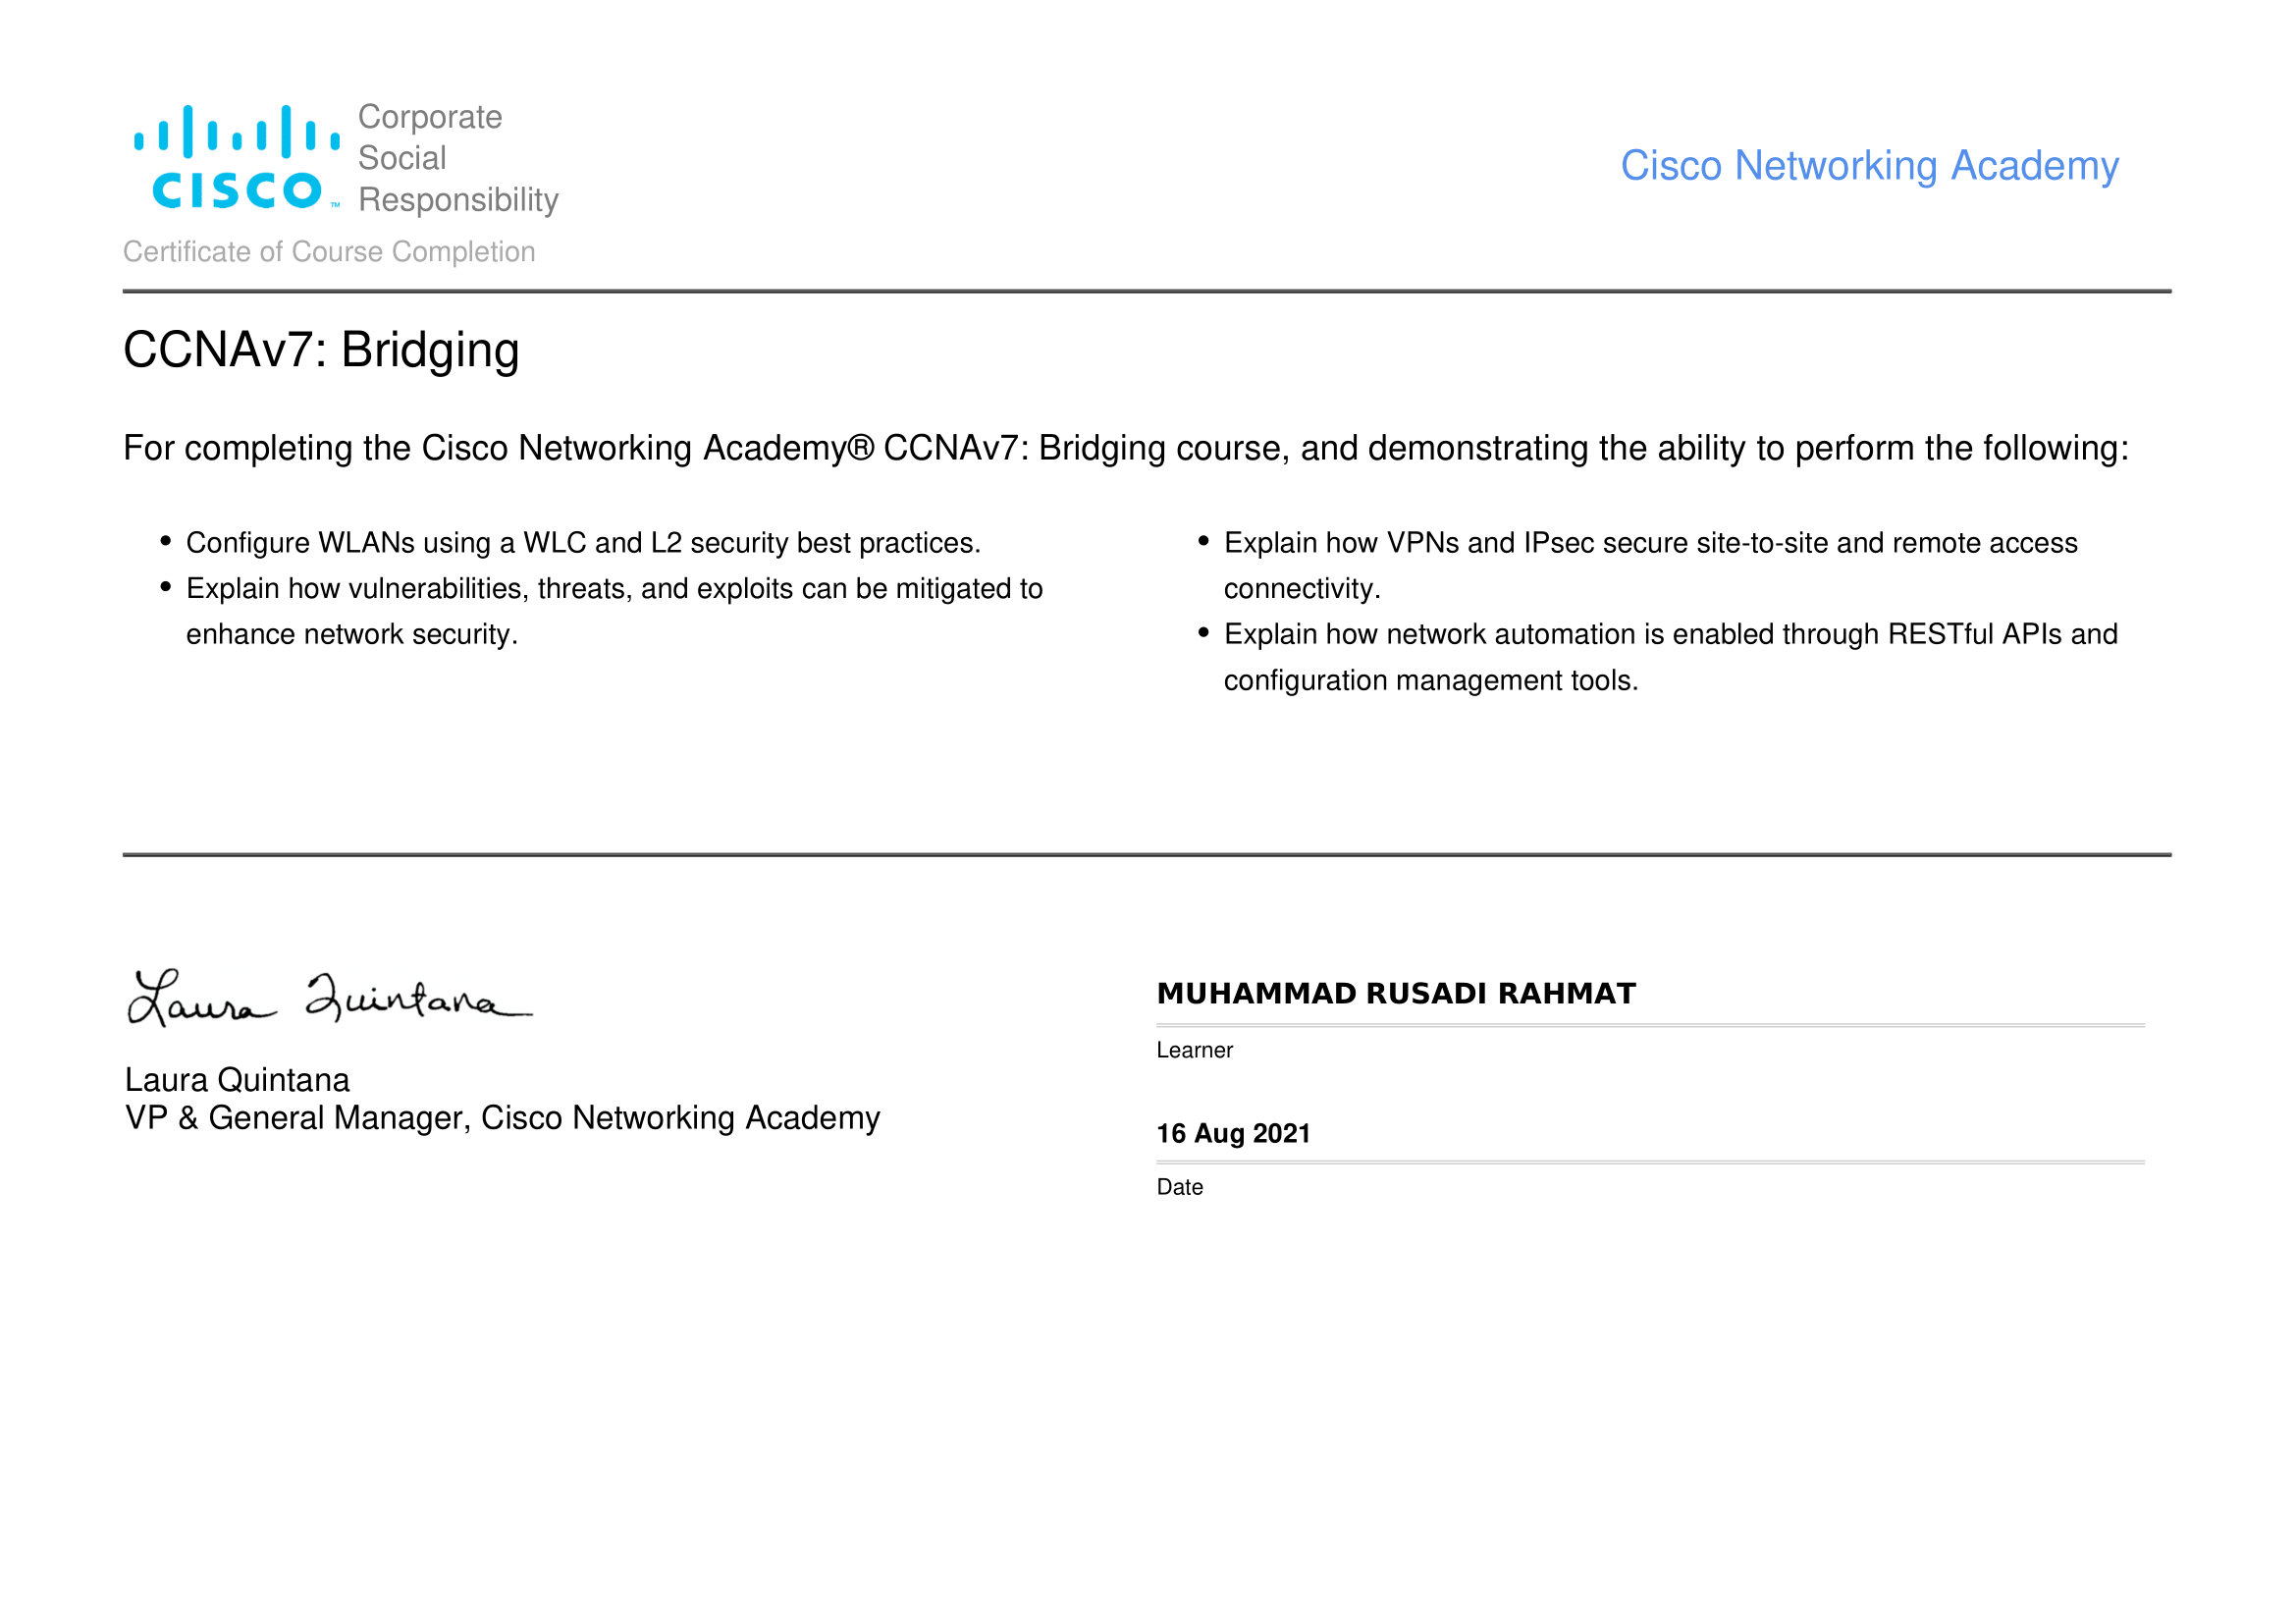 CISCO™
Corporate
Social
Responsibility
Cisco Networking Academy
Certificate of Course Completion
CCNAv7: Bridging
For completing the Cisco Networking Academy® CCNAv7: Bridging course, and demonstrating the ability to perform the following:
• Configure WLANs using a WLC and L2 security best practices.
• Explain how vulnerabilities, threats, and exploits can be mitigated to
enhance network security.
• Explain how VPNs and IPsec secure site-to-site and remote access
connectivity.
• Explain how network automation is enabled through RESTful APIs and
configuration management tools.
Laura Quintana
Laura Quintana
VP & General Manager, Cisco Networking Academy
MUHAMMAD RUSADI RAHMAT
Learner
16 Aug 2021
Date